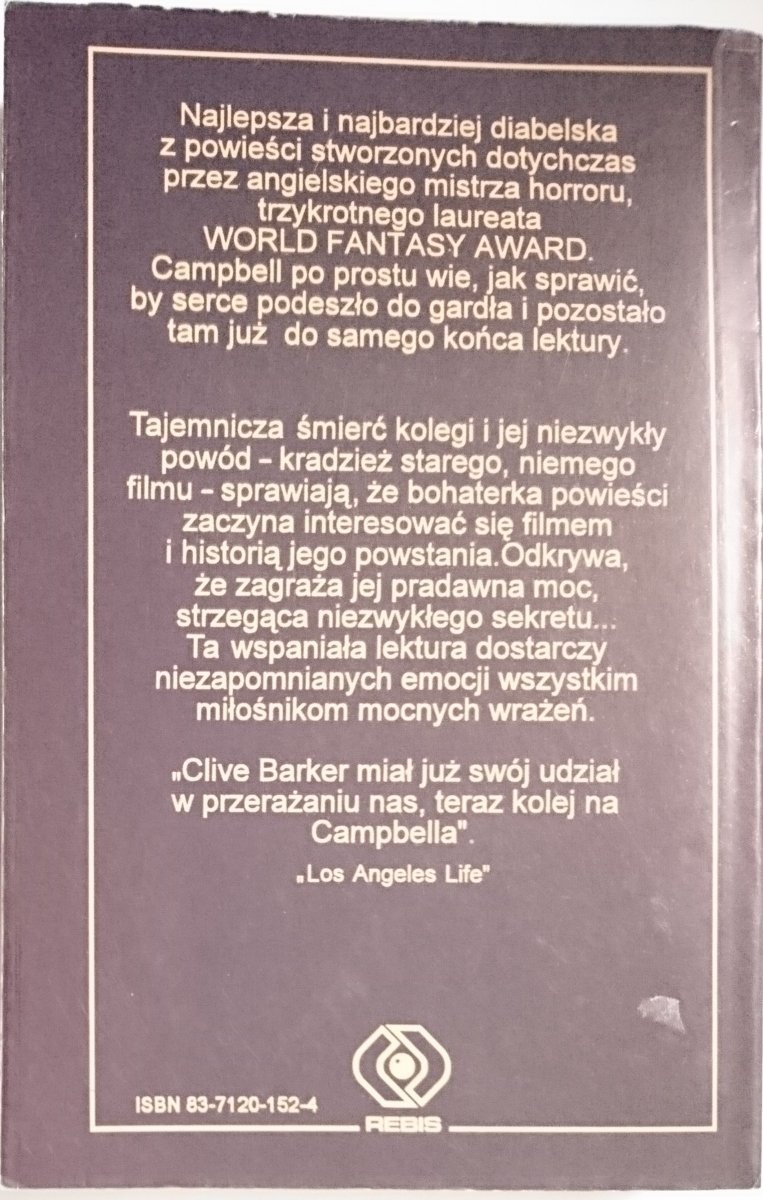 Najlepsza i najbardziej diabelska
z powieści stworzonych dotychczas
przez angielskiego mistrza horroru,
trzykrotnego laureata
WORLD FANTASY AWARD.
Campbell po prostu wie, jak sprawić,
by serce podeszło do gardła i pozostało
tam już do samego końca lektury.
Tajemnicza śmierć kolegi i jej niezwykły
powód – kradzież starego, niemego
filmu – sprawiają, że bohaterka powieści
zaczyna interesować się filmem
i historią jego powstania.Odkrywa,
że zagraża jej pradawna moc,
strzegąca niezwykłego sekretu...
Ta wspaniała lektura dostarczy
niezapomnianych emocji wszystkim
miłośnikom mocnych wrażeń.
„Clive Barker miał już swój udział
w przerażaniu nas, teraz kolej na
Campbella".
„Los Angeles Life"
ISBN 83-7120-152-4
REBIS